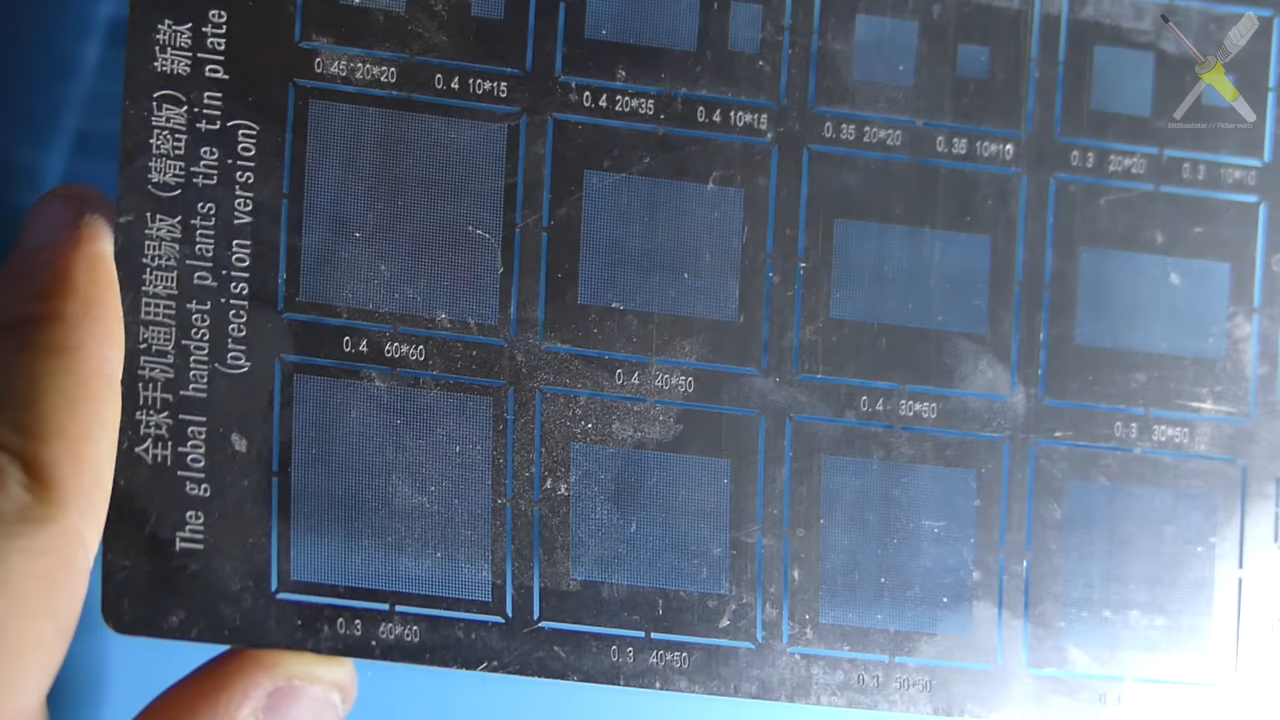 全球手机通用植锡板（精密版）新款
The global handset plants the tin plate
(precision version)
0.45 20*20 0.4 10*15
0.4 20*35 0.4 10*15
0.35 20*20 0.35 10*10
0.3 20*20 0.3 10*10
0.4 60*60
0.4 40*50
0.4 30*50
0.3 30*50
0.3 60*60
0.3 40*50
0.3 50*50
BitBastelei // Adlerweb